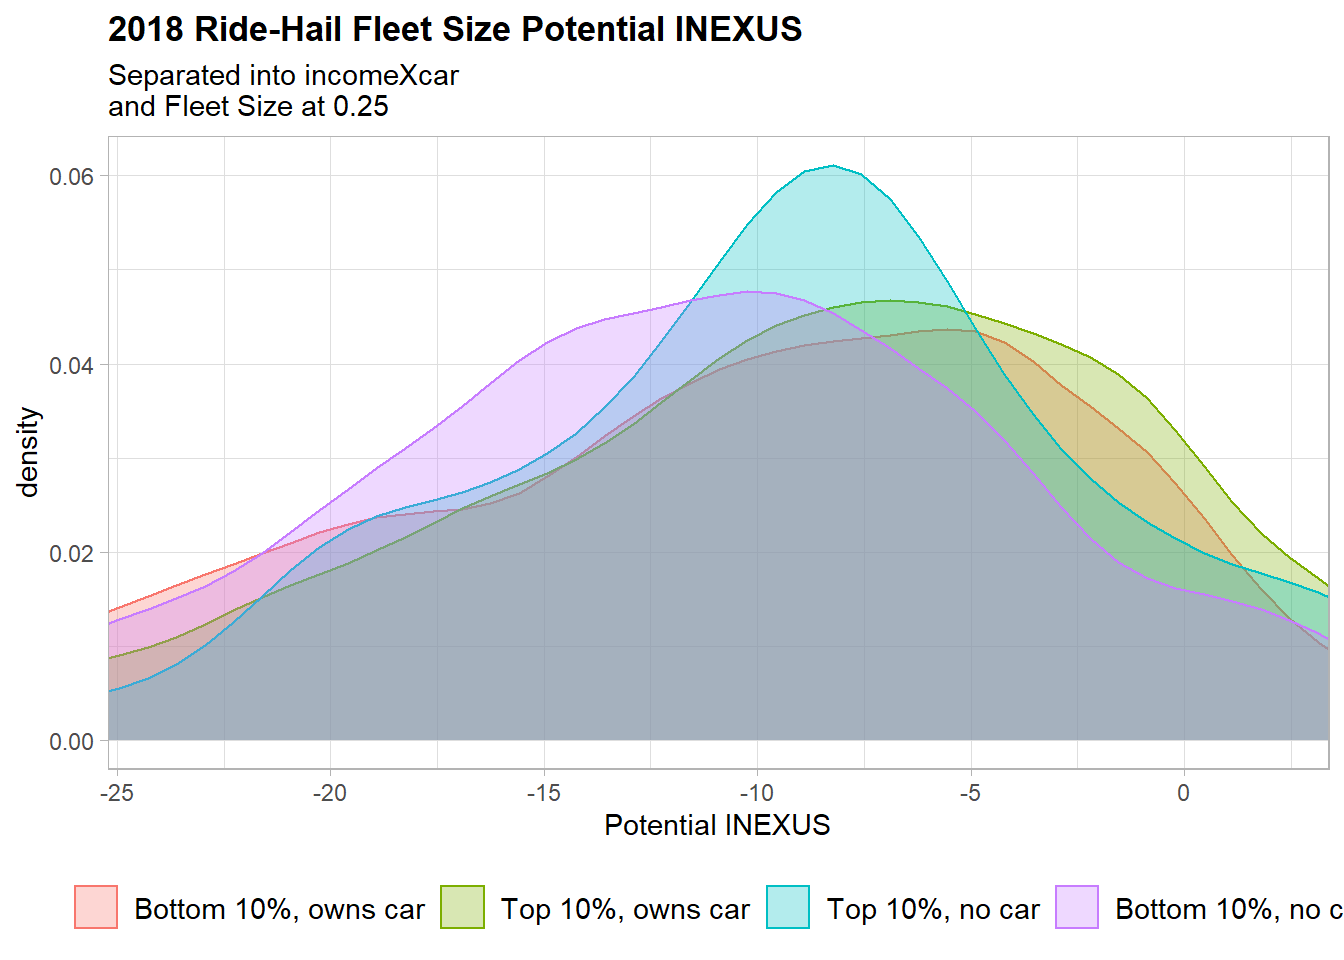 2018 Ride-Hail Fleet Size Potential INEXUS
Separated into incomeXcar
and Fleet Size at 0.25
0.06
0.04
0.02
0.00
density
-25 -20 -15 -10 -5 0
Potential INEXUS
Bottom 10%, owns car Top 10%, owns car Top 10%, no car Bottom 10%, no c